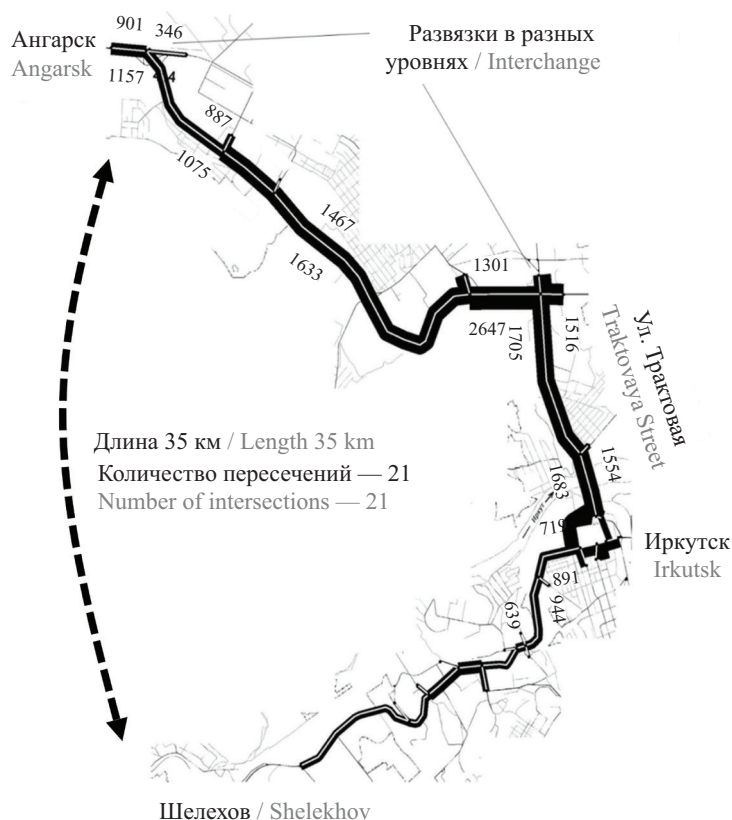 901 346
Ангарск
Angarsk
1157
Развязки в разных
уровнях / Interchange
887
1075
1467
1633
1301
2647
1705
1516
Ул. Трактовая
Traktovaya Street
Длина 35 км / Length 35 km
Количество пересечений — 21
Number of intersections — 21
1554
1683
Иркут
719
Иркутск
Irkutsk
891
944
639
Шелехов / Shelekhov